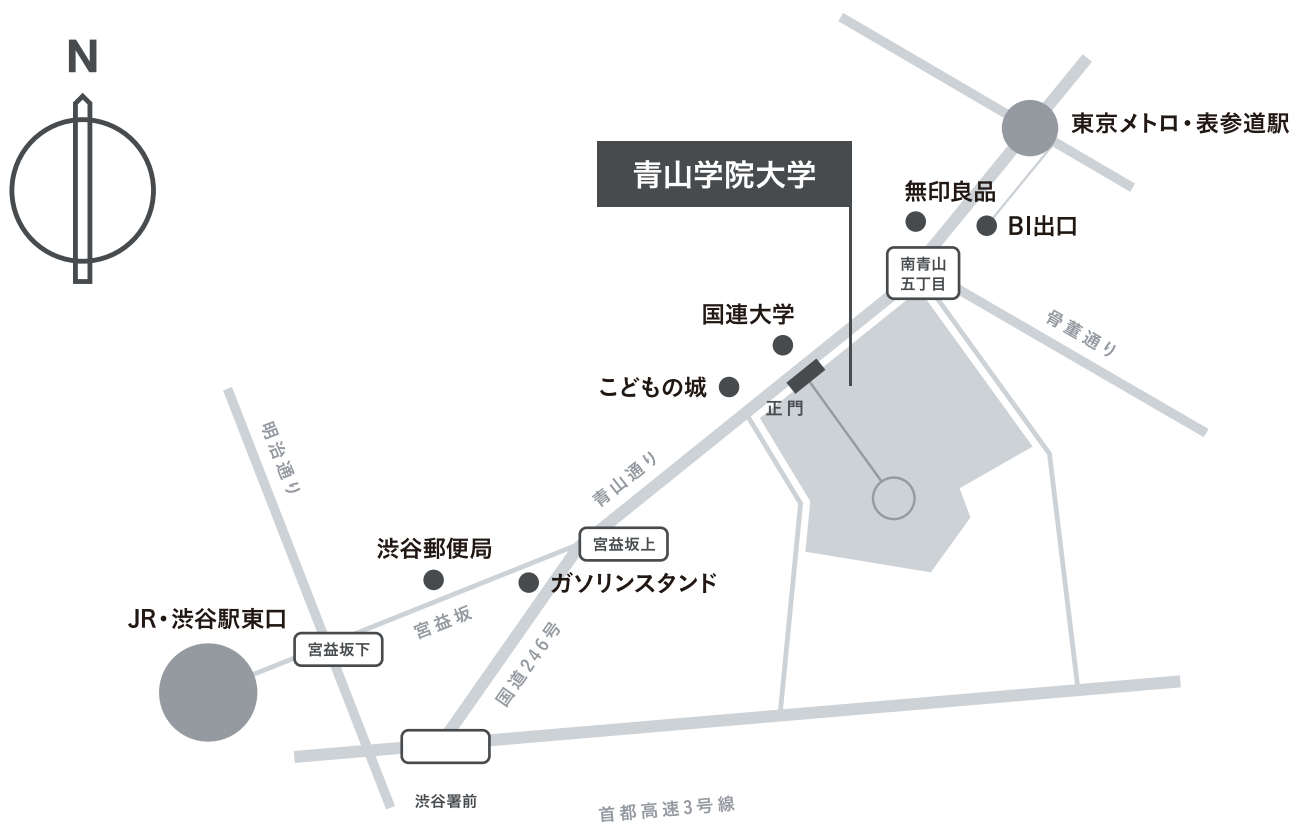 N
東京メトロ・表参道駅
青山学院大学
無印良品
BI出口
南青山
五丁目
国連大学
骨董通り
こどもの城
正門
明治通り
青山通り
宮益坂上
渋谷郵便局
ガソリンスタンド
JR・渋谷駅東口
宮益坂
宮益坂下
国道246号
渋谷署前
首都高速3号線